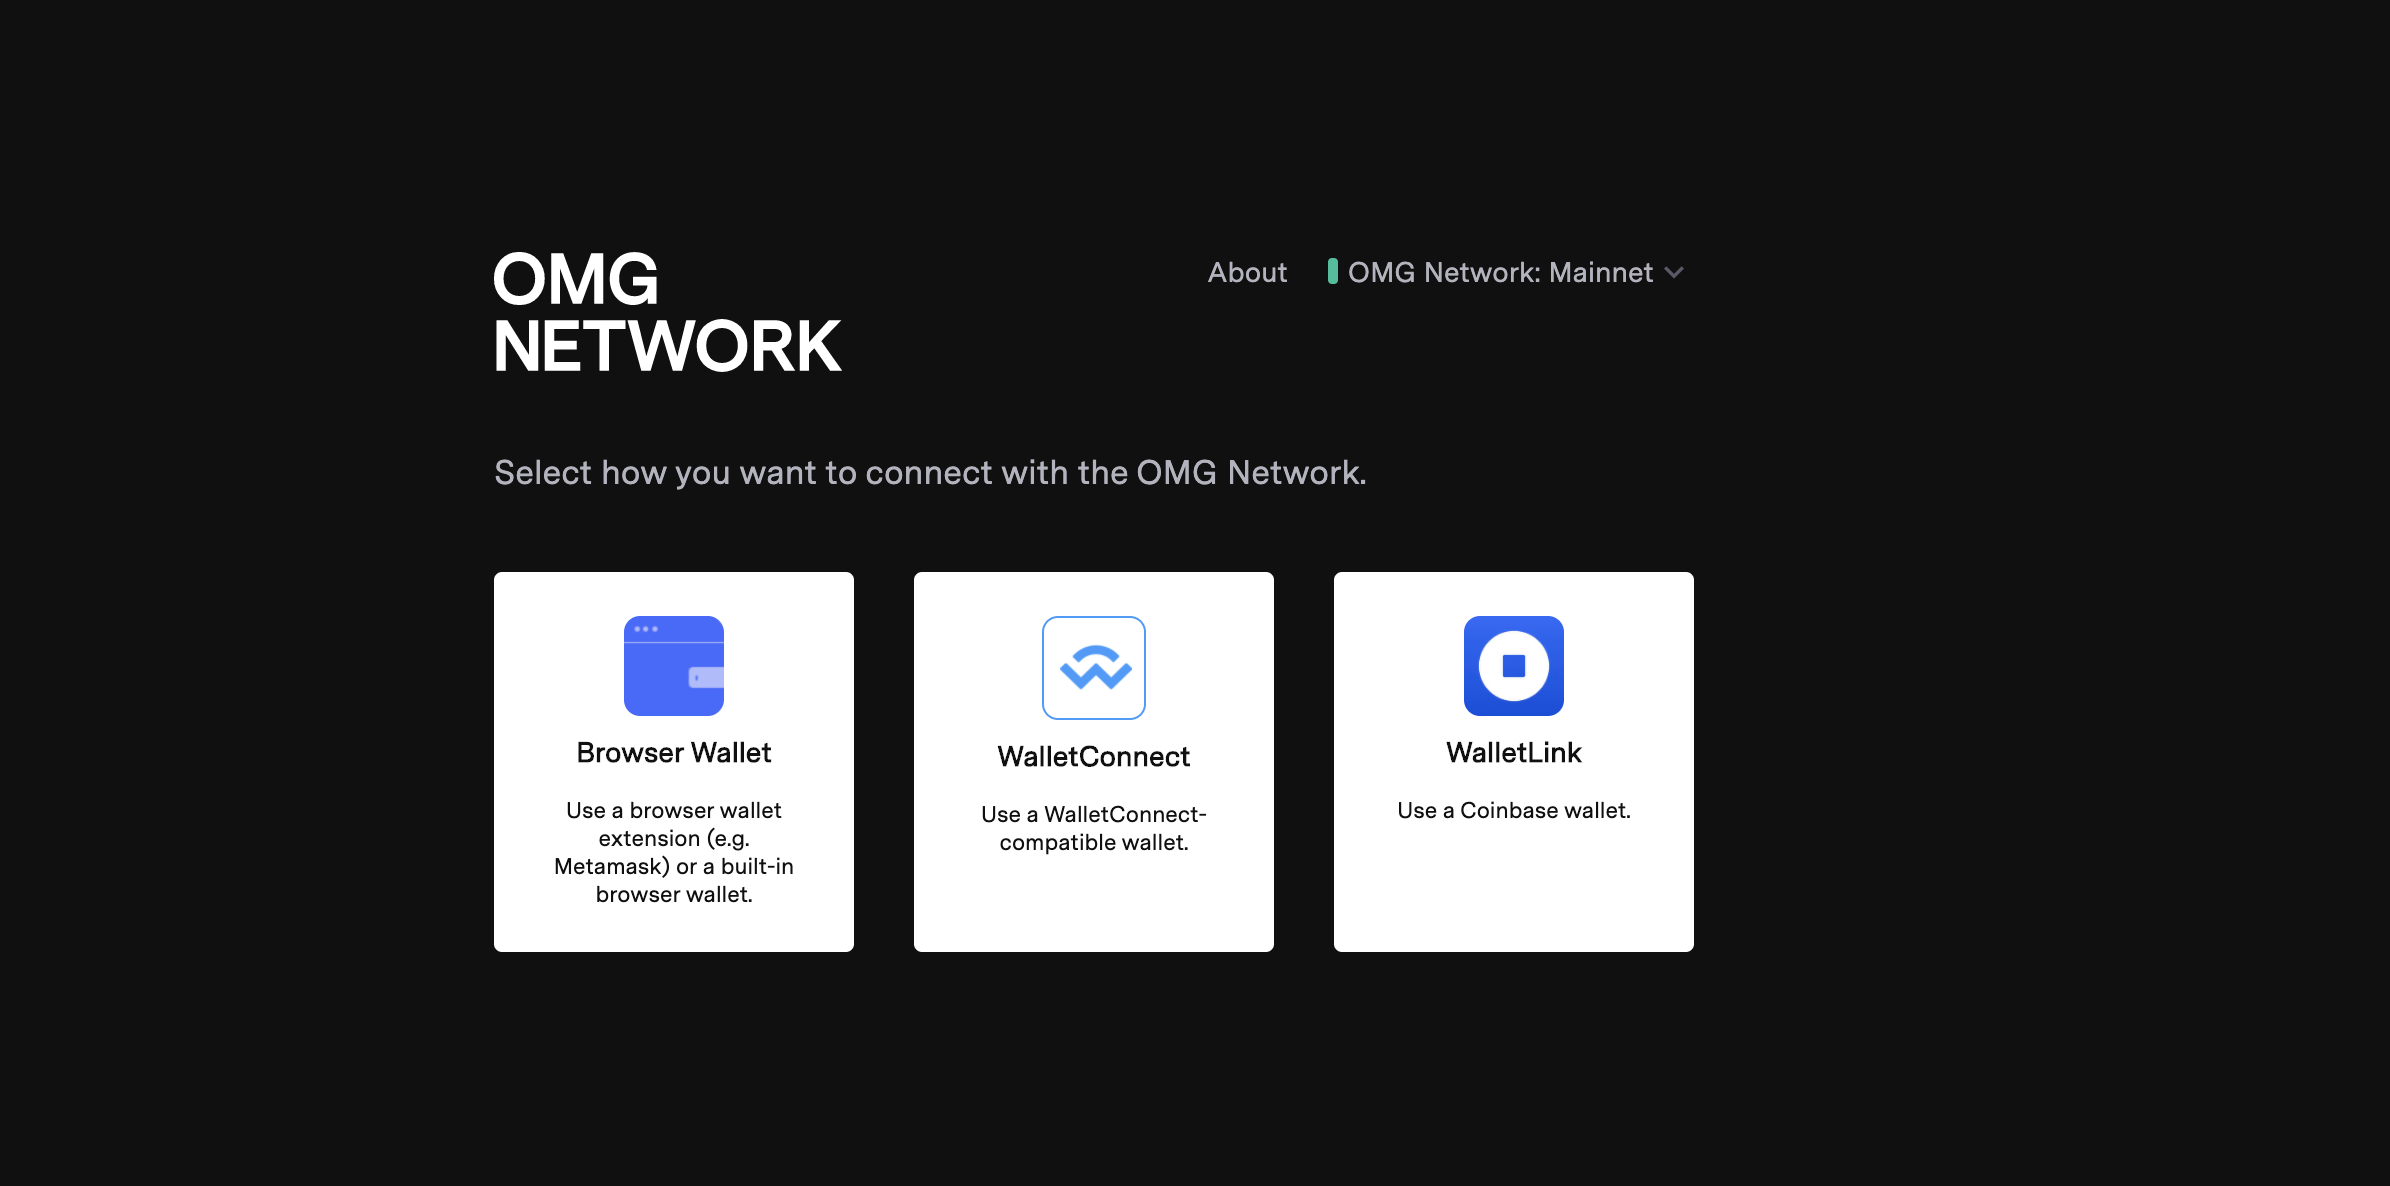 OMG
NETWORK
About
OMG Network: Mainnet
Select how you want to connect with the OMG Network.
Browser Wallet
Use a browser wallet
extension (e.g.
Metamask) or a built-in
browser wallet.
WalletConnect
Use a WalletConnect-
compatible wallet.
WalletLink
Use a Coinbase wallet.